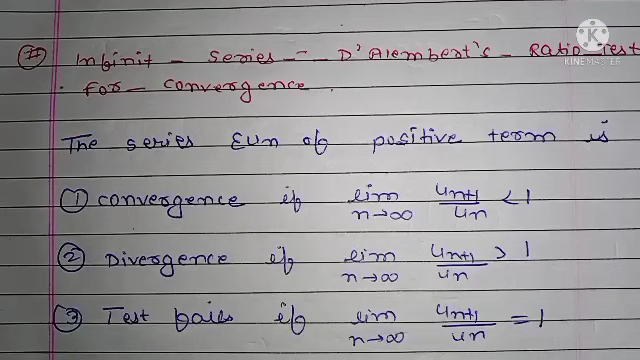 # Infinit - Series - D'Alembert's - Ratio Test
For - Convergence.
The series Σun of positive term is
① Convergence if lim n→∞ un+1/un < 1
② Divergence if lim n→∞ un+1/un > 1
③ Test fails if lim n→∞ un+1/un = 1
K
KINEMASTER